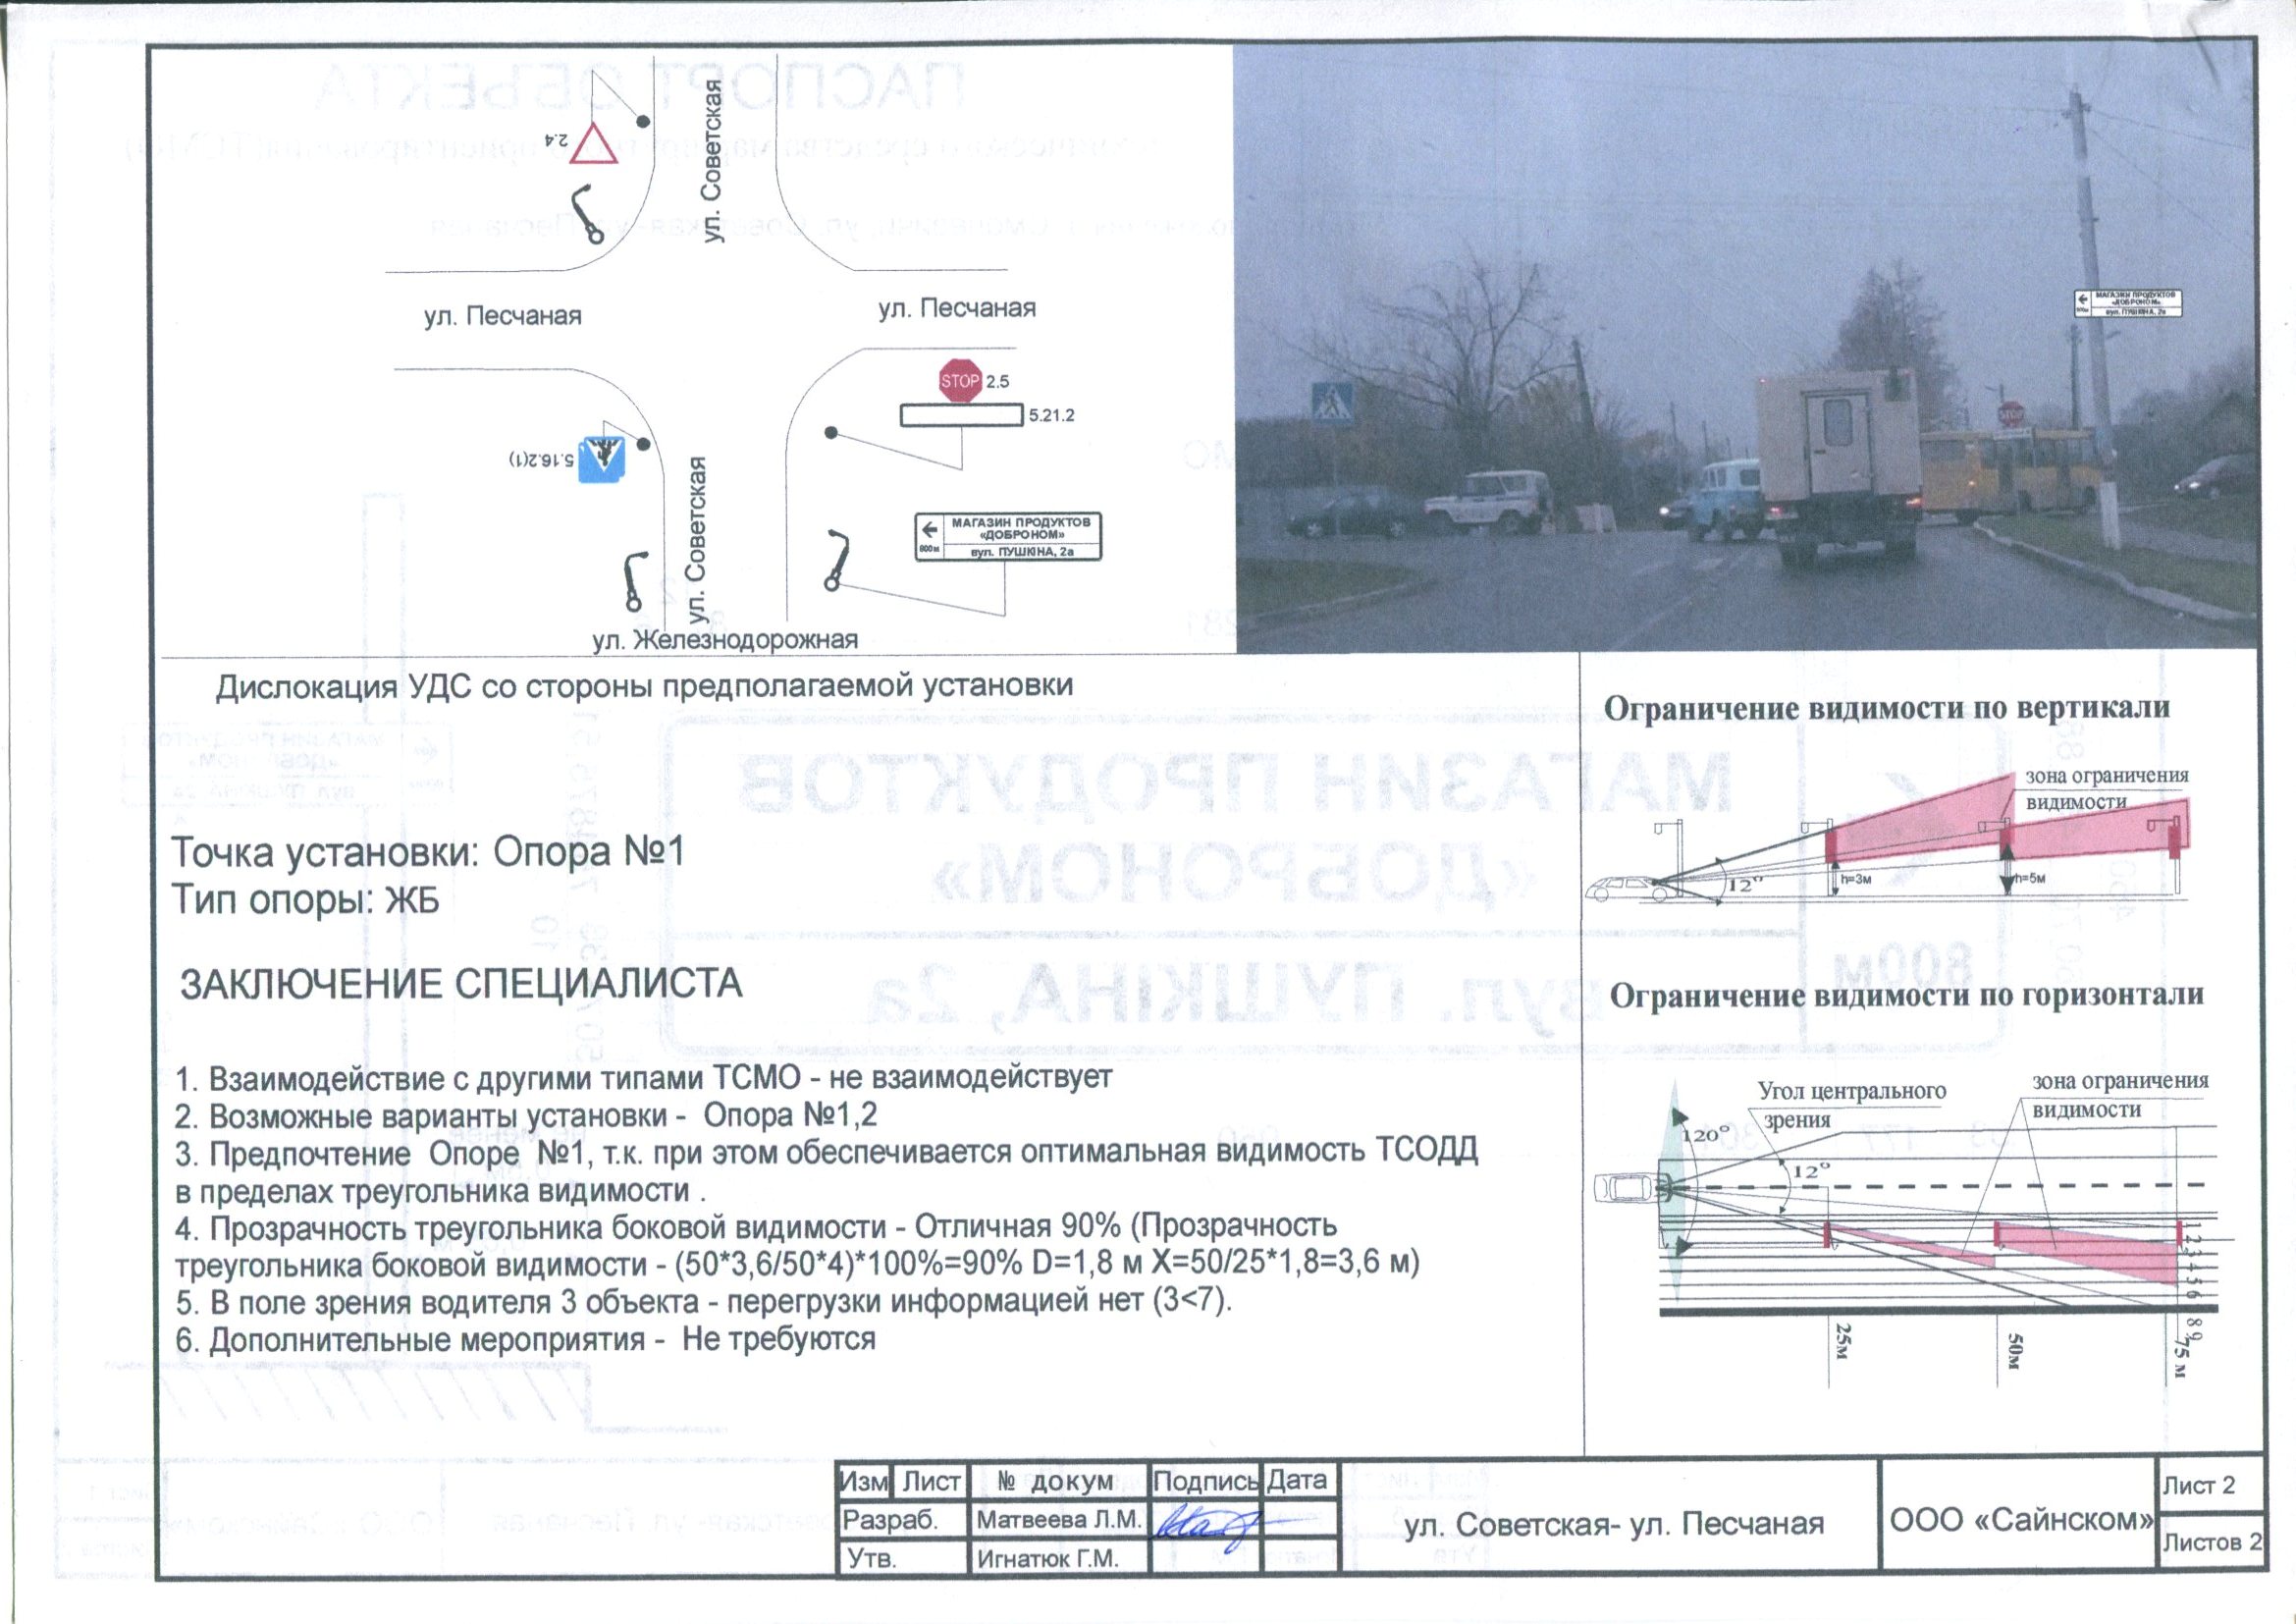 2.4
ул. Советская
ул. Песчаная
ул. Песчаная
STOP 2.5
5.21.2
5.16.2(1)
ул. Советская
МАГАЗИН ПРОДУКТОВ
«ДОБРОНОМ»
800м
вул. ПУШКІНА, 2а
ул. Железнодорожная
МАГАЗИН ПРОДУКТОВ
«ДОБРОНОМ»
800м
вул. ПУШКІНА, 2а
STOP
Дислокация УДС со стороны предполагаемой установки
Точка установки: Опора №1
Тип опоры: ЖБ
ЗАКЛЮЧЕНИЕ СПЕЦИАЛИСТА
1. Взаимодействие с другими типами ТСМО - не взаимодействует
2. Возможные варианты установки - Опора №1,2
3. Предпочтение Опоре №1, т.к. при этом обеспечивается оптимальная видимость ТСОДД
в пределах треугольника видимости .
4. Прозрачность треугольника боковой видимости - Отличная 90% (Прозрачность
треугольника боковой видимости - (50*3,6/50*4)*100%=90% D=1,8 м X=50/25*1,8=3,6 м)
5. В поле зрения водителя 3 объекта - перегрузки информацией нет (3<7).
6. Дополнительные мероприятия - Не требуются
Ограничение видимости по вертикали
зона ограничения
видимости
12°
h=3м
h=5м
Ограничение видимости по горизонтали
Угол центрального
зрения
зона ограничения
видимости
120°
12°
1 2 3 4 5 6 7 8 9
25м
50м
75 м
Изм Лист № докум Подпись Дата
Разраб. Матвеева Л.М.
Утв. Игнатюк Г.М.
ул. Советская- ул. Песчаная
ООО «Сайнском»
Лист 2
Листов 2